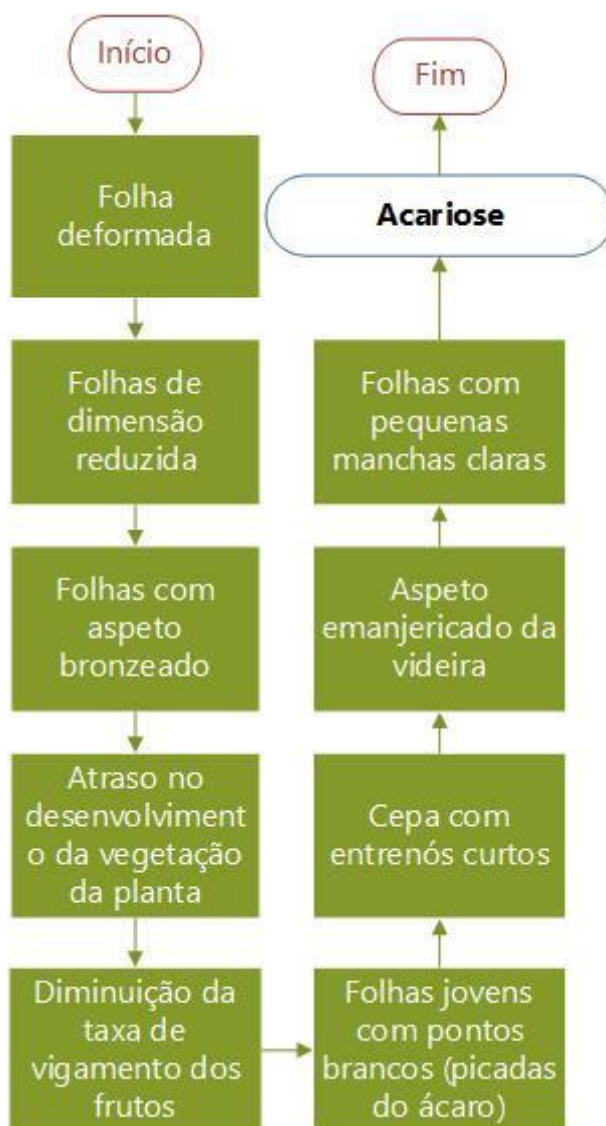 Início
Folha
deformada
Folhas de
dimensão
reduzida
Folhas com
aspeto
bronzeado
Atraso no
desenvolviment
o da vegetação
da planta
Diminuição da
taxa de
vigamento dos
frutos
Folhas jovens
com pontos
brancos (picadas
do ácaro)
Cepa com
entrenós curtos
Aspeto
emanjericado da
videira
Folhas com
pequenas
manchas claras
Acariose
Fim